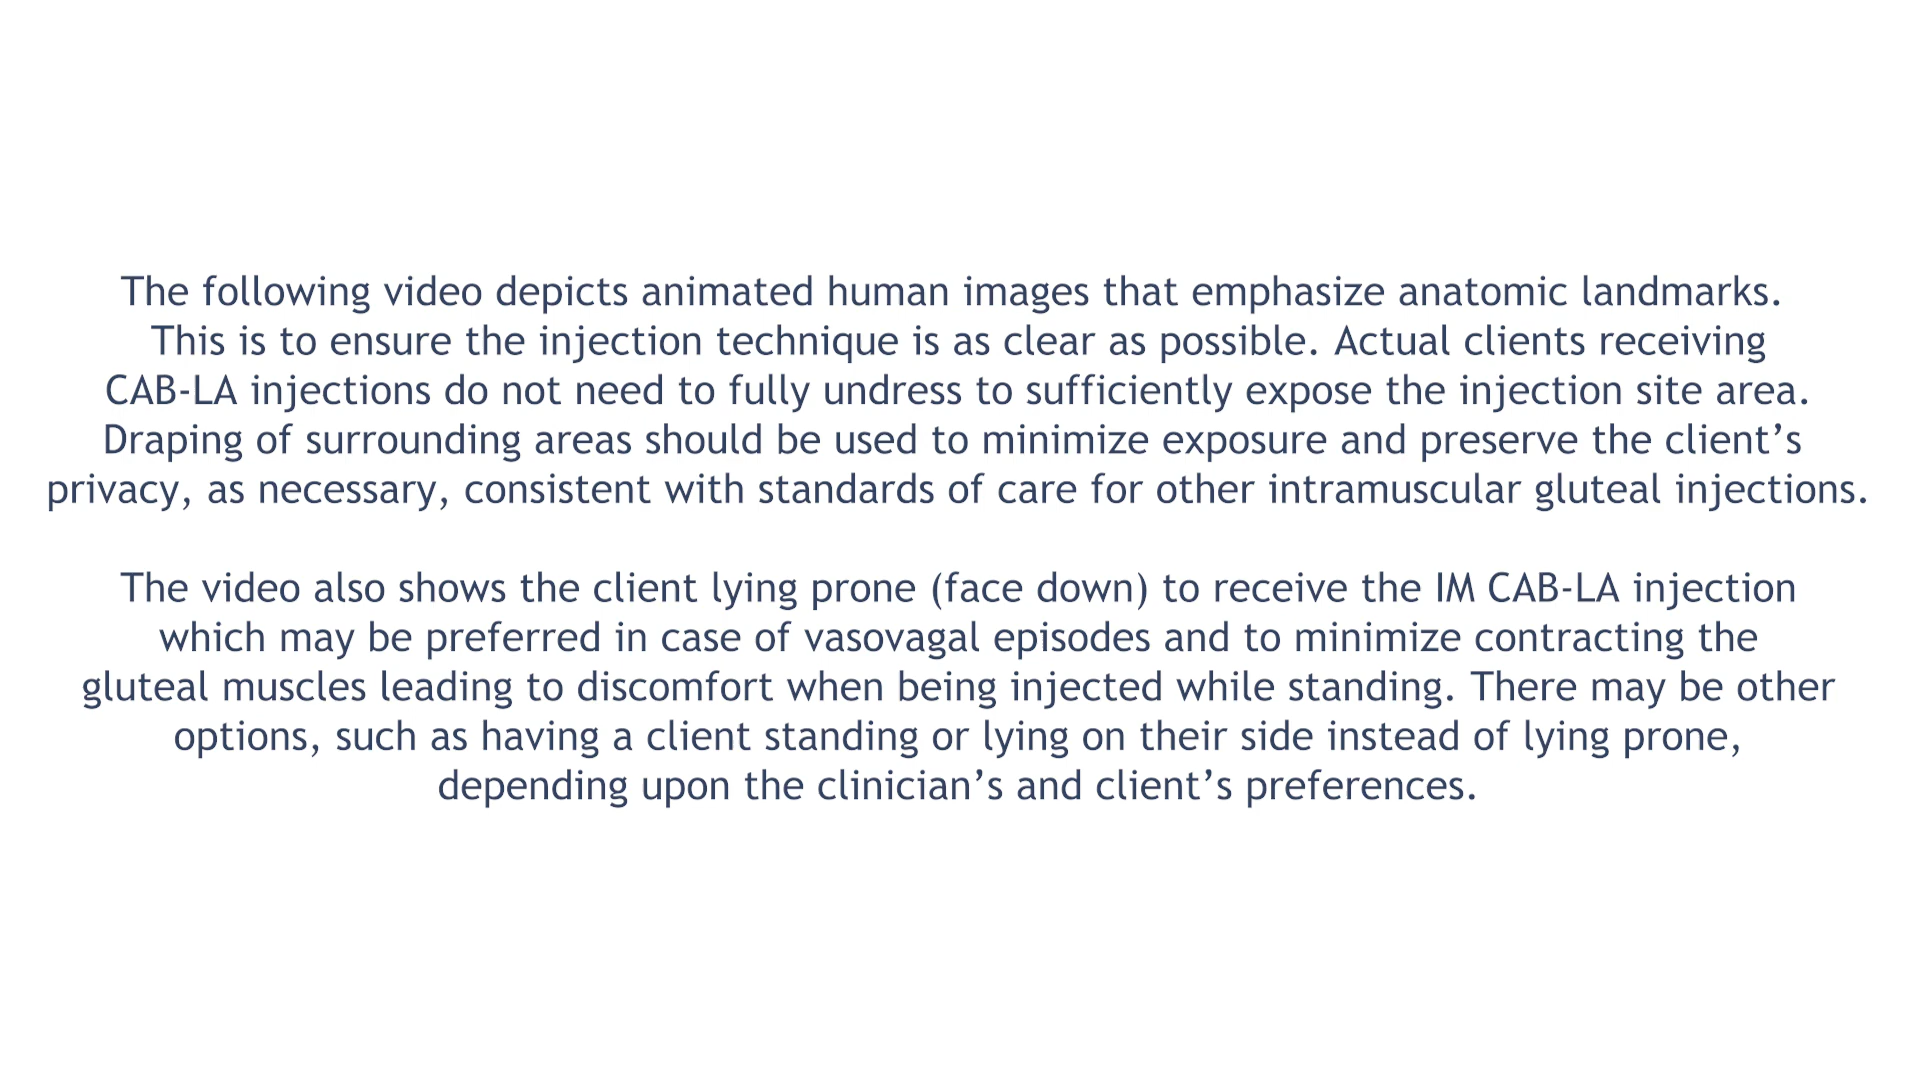 The following video depicts animated human images that emphasize anatomic landmarks.
This is to ensure the injection technique is as clear as possible. Actual clients receiving
CAB-LA injections do not need to fully undress to sufficiently expose the injection site area.
Draping of surrounding areas should be used to minimize exposure and preserve the client’s
privacy, as necessary, consistent with standards of care for other intramuscular gluteal injections.
The video also shows the client lying prone (face down) to receive the IM CAB-LA injection
which may be preferred in case of vasovagal episodes and to minimize contracting the
gluteal muscles leading to discomfort when being injected while standing. There may be other
options, such as having a client standing or lying on their side instead of lying prone,
depending upon the clinician’s and client’s preferences.